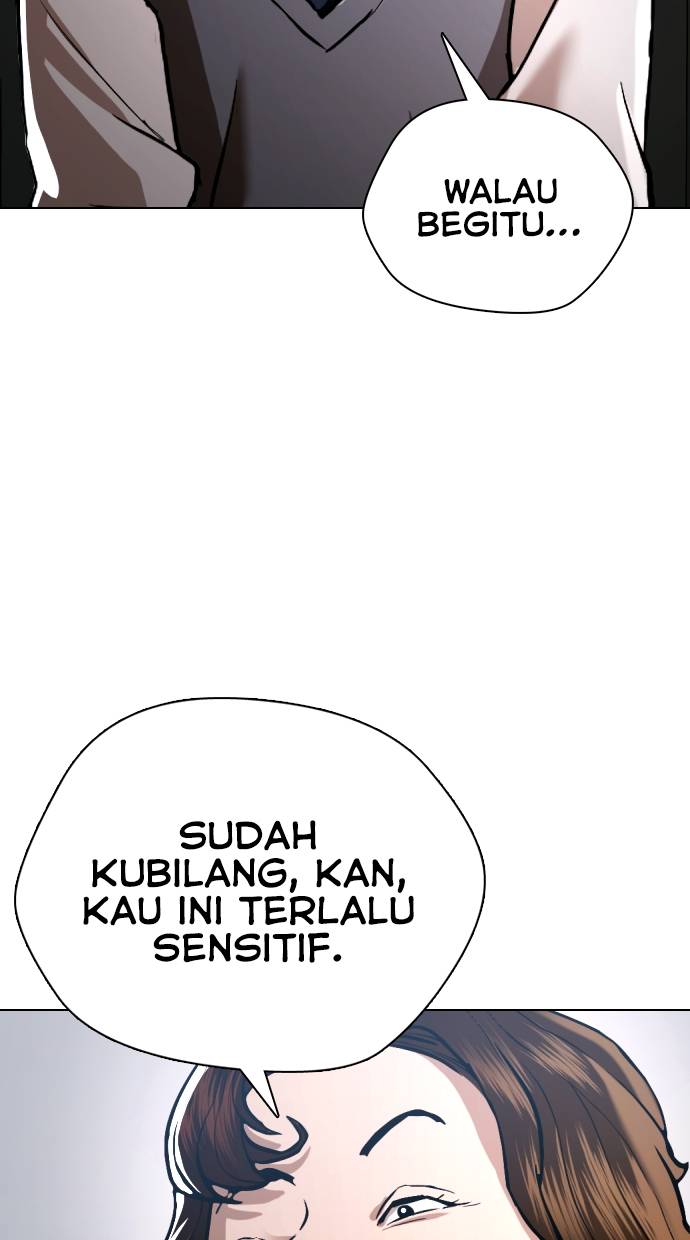 WALAU
BEGITU...
SUDAH
KUBILANG, KAN,
KAU INI TERLALU
SENSITIF.